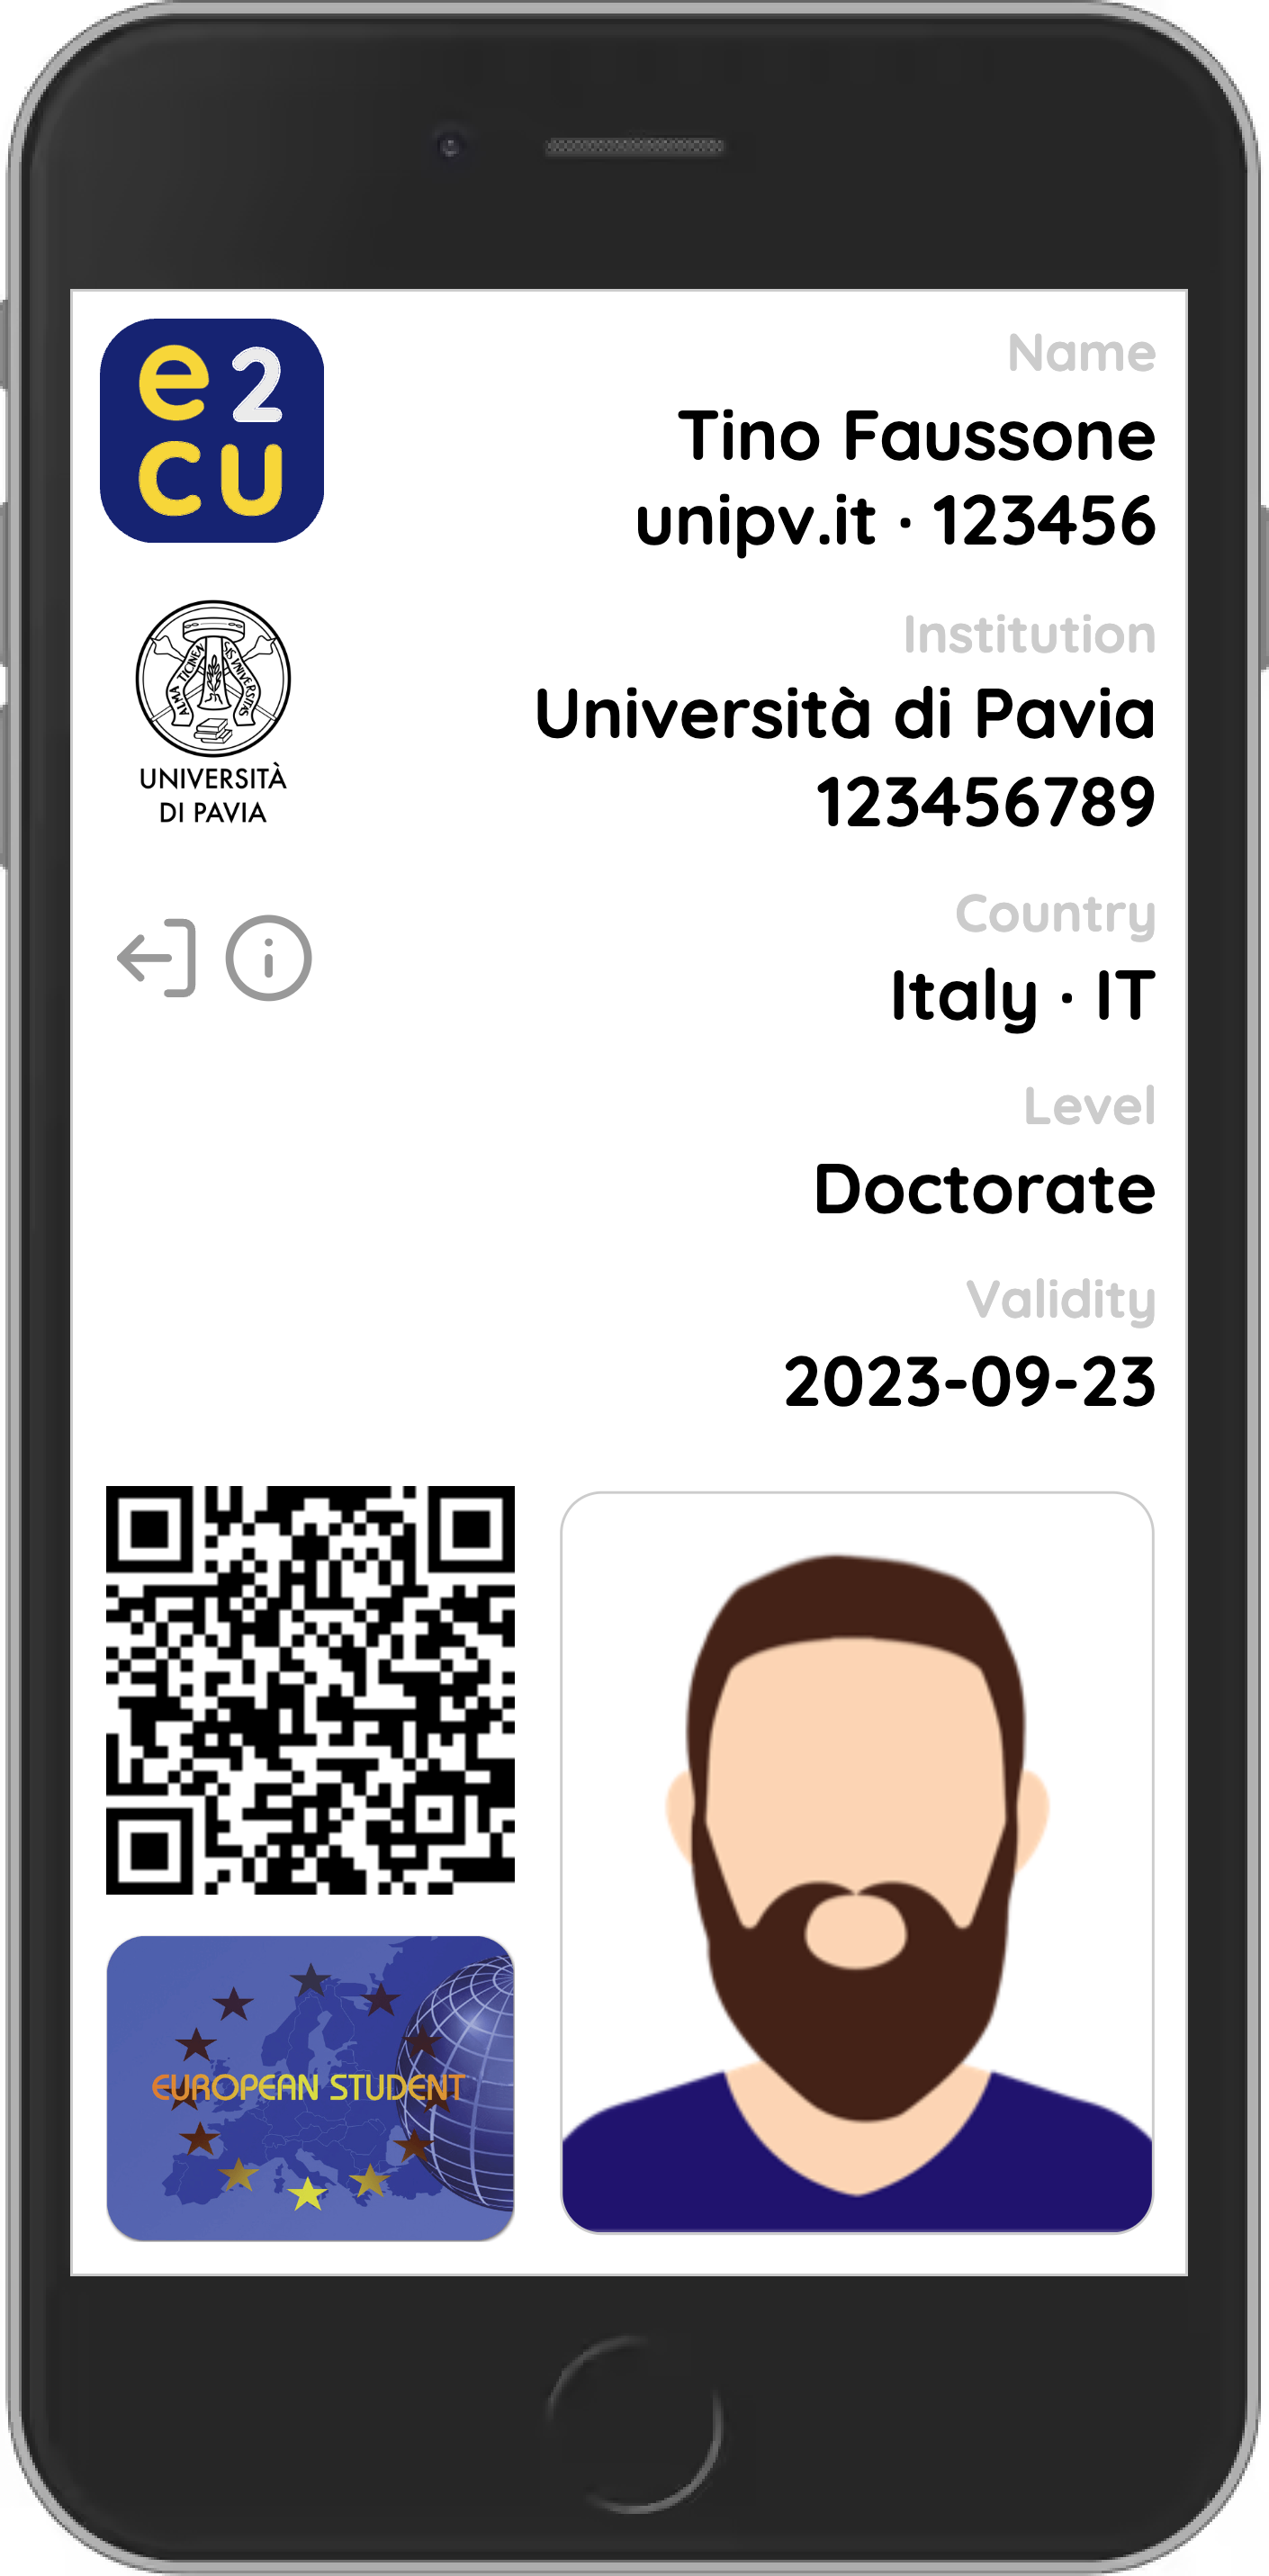 e2
cu
Name
Tino Faussone
unipv.it · 123456
ALMA TICINENSIS UNIVERSITAS
UNIVERSITÀ
DI PAVIA
Institution
Università di Pavia
123456789
Country
Italy · IT
Level
Doctorate
Validity
2023-09-23
EUROPEAN STUDENT